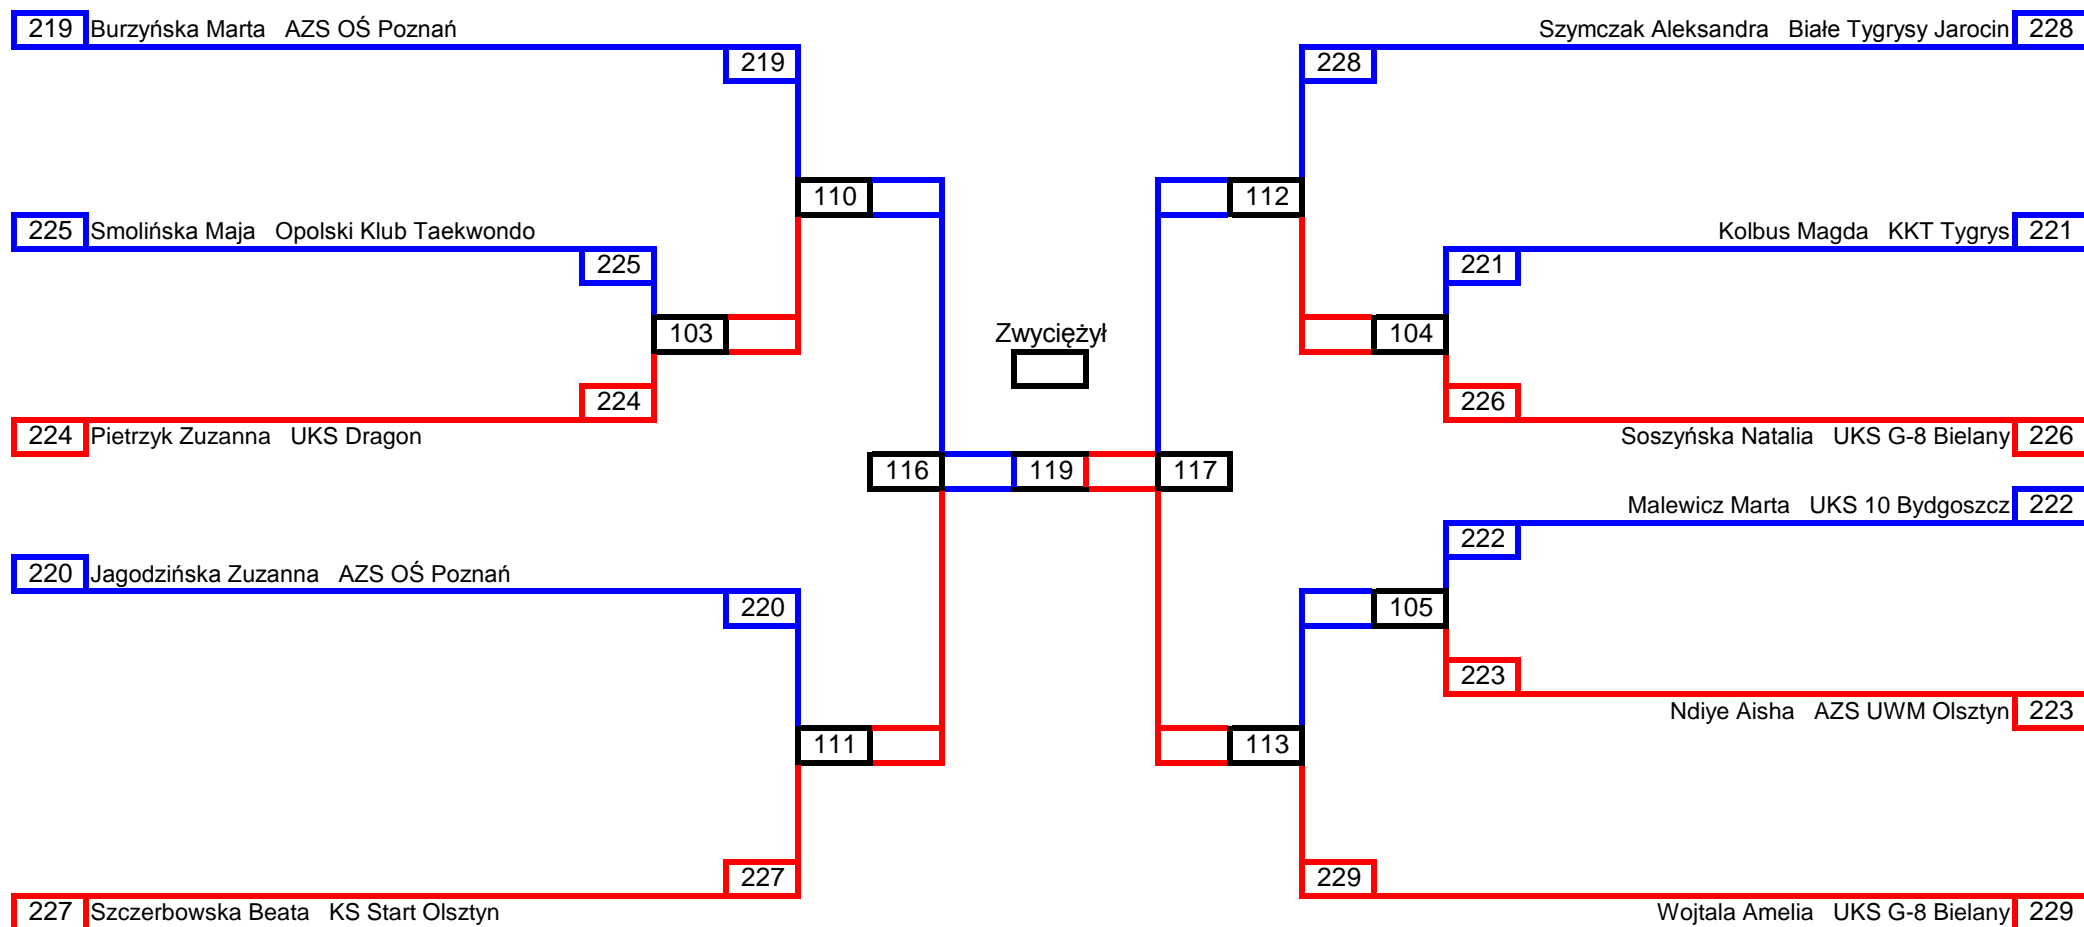 219 Burzyńska Marta AZS OŚ Poznań
Szymczak Aleksandra Białe Tygrysy Jarocin 228
219
228
110
112
225 Smolińska Maja Opolski Klub Taekwondo
Kolbus Magda KKT Tygrys 221
225
221
103
Zwyciężył
104
224
226
224 Pietrzyk Zuzanna UKS Dragon
Soszyńska Natalia UKS G-8 Bielany 226
116
119
117
Malewicz Marta UKS 10 Bydgoszcz 222
222
220 Jagodzińska Zuzanna AZS OŚ Poznań
220
105
223
Ndiye Aisha AZS UWM Olsztyn 223
111
113
227
229
227 Szczerbowska Beata KS Start Olsztyn
Wojtala Amelia UKS G-8 Bielany 229